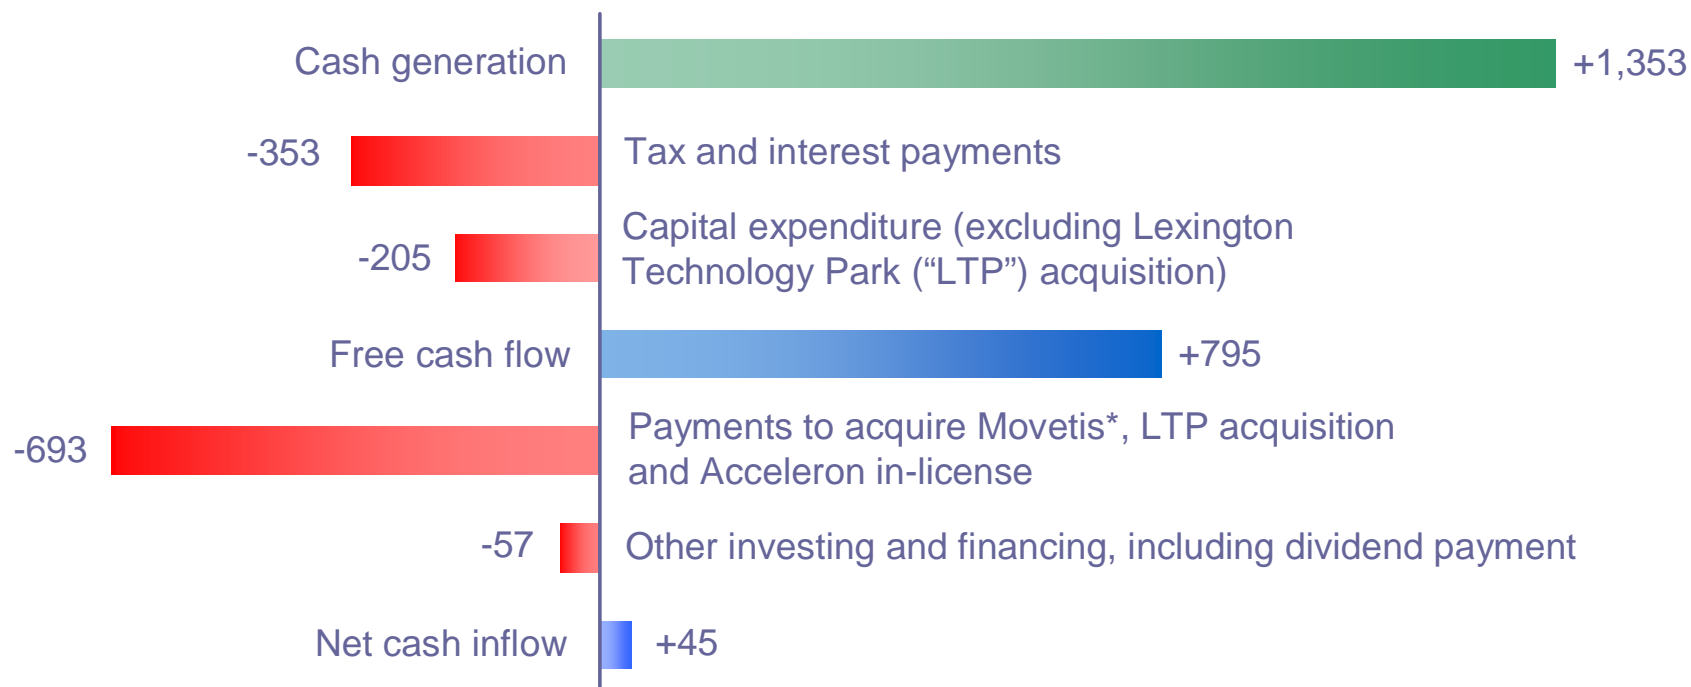 Cash generation +1,353
-353 Tax and interest payments
Capital expenditure (excluding Lexington
-205 Technology Park (“LTP”) acquisition)
Free cash flow +795
Payments to acquire Movetis*, LTP acquisition
-693 and Acceleron in-license
-57 Other investing and financing, including dividend payment
Net cash inflow +45